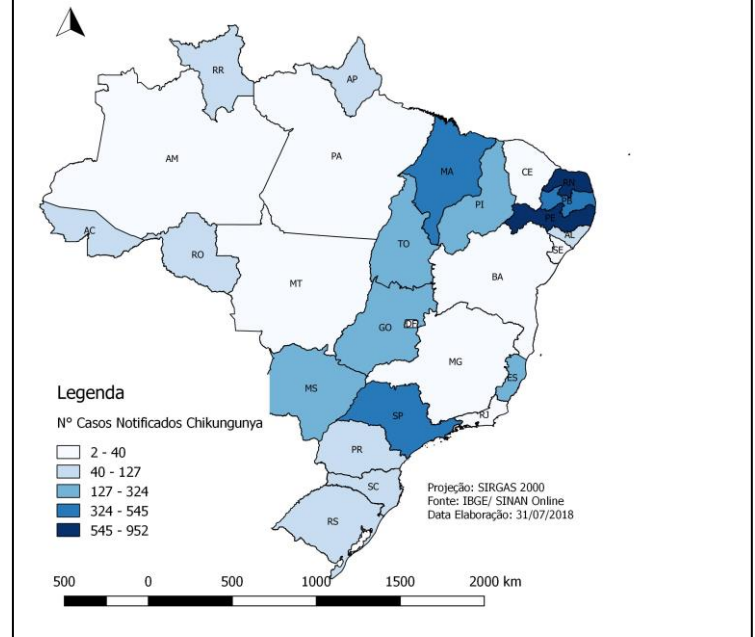 RR
AP
AM
PA
MA
CE
RN
PB
PI
PE
AL
SE
AC
RO
TO
BA
MT
GO
DF
MG
ES
MS
SP
RJ
PR
SC
RS
Legenda
N° Casos Notificados Chikungunya
2 - 40
40 - 127
127 - 324
324 - 545
545 - 952
Projeção: SIRGAS 2000
Fonte: IBGE/ SINAN Online
Data Elaboração: 31/07/2018
500 0 500 1000 1500 2000 km